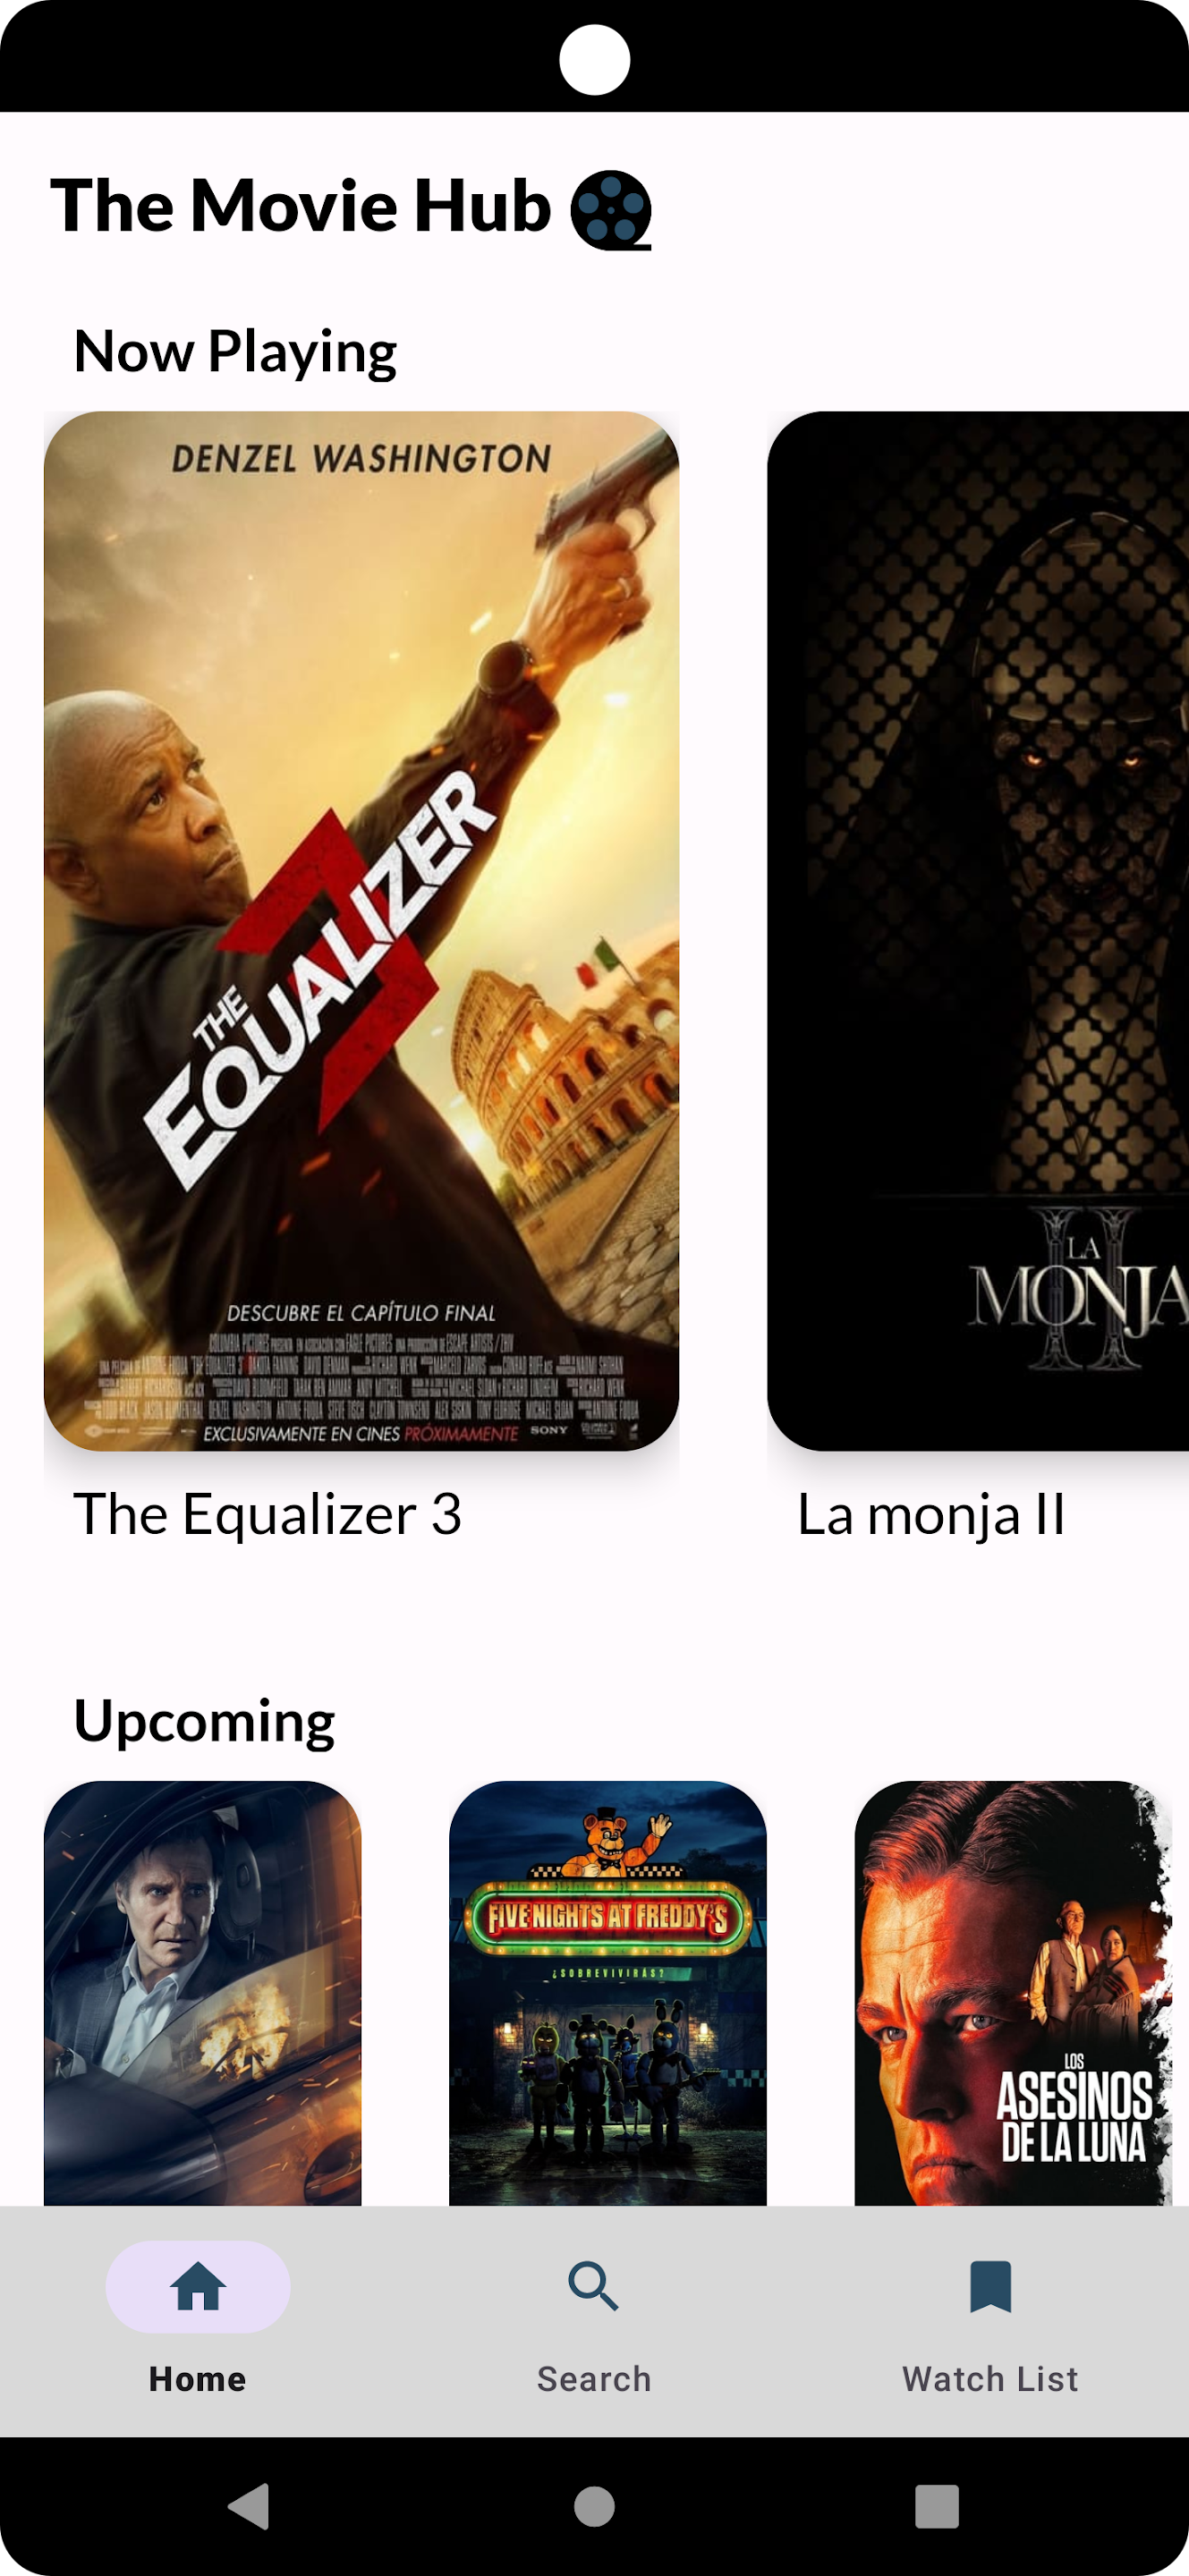 The Movie Hub
Now Playing
DENZEL WASHINGTON
THE
EQUALIZER
3
DESCUBRE EL CAPÍTULO FINAL
EXCLUSIVAMENTE EN CINES PRÓXIMAMENTE SONY
LA
MONJA
II
The Equalizer 3
La monja II
Upcoming
FIVE NIGHTS AT FREDDY'S
¿SOBREVIVIRÁS?
LOS
ASESINOS
DE LA LUNA
Home
Search
Watch List